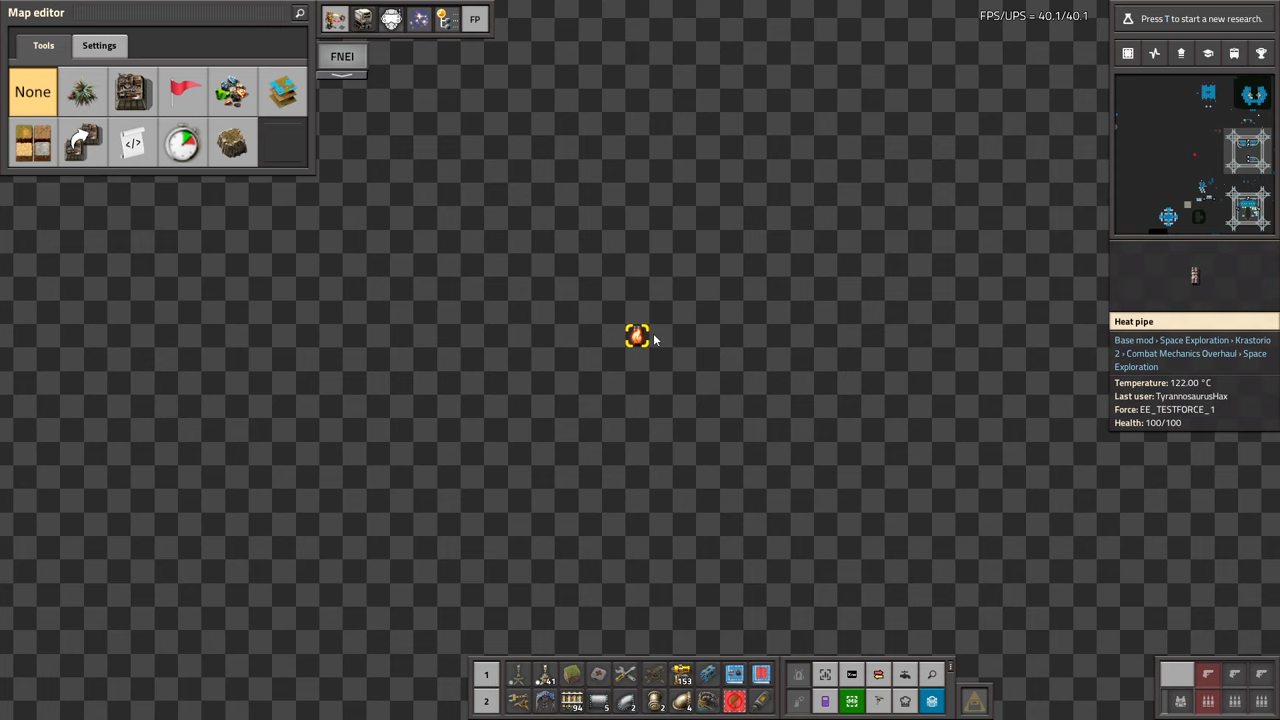 Map editor
Tools
Settings
None
</>
FP
FNEI
FPS/UPS = 40.1/40.1
Press T to start a new research.
Heat pipe
Base mod › Space Exploration › Krastorio
2 › Combat Mechanics Overhaul › Space
Exploration
Temperature: 122.00 °C
Last user: TyrannosaurusHax
Force: EE_TESTFORCE_1
Health: 100/100
1
41
153
2
94
5
2
2
4